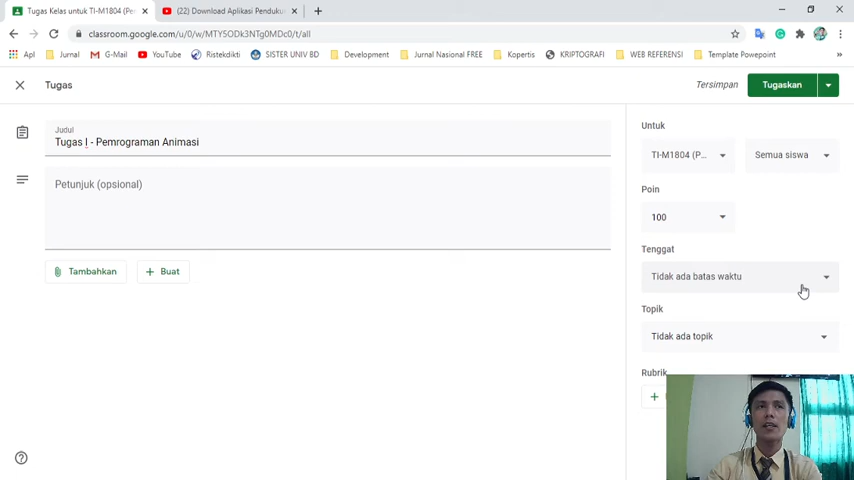 Tugas Kelas untuk TI-M1804 (Pe
(22) Download Aplikasi Penduku
classroom.google.com/u/0/w/MTY5ODk3NTg0MDc0/t/all
Apl Jurnal G-Mail YouTube Ristekdikti SISTER UNIV BD Development Jurnal Nasional FREE Kopertis KRIPTOGRAFI WEB REFERENSI Template Powepoint
Tugas
Tersimpan
Tugaskan
Judul
Tugas I - Pemrograman Animasi
Petunjuk (opsional)
Tambahkan
Buat
Untuk
TI-M1804 (P...
Semua siswa
Poin
100
Tenggat
Tidak ada batas waktu
Topik
Tidak ada topik
Rubrik